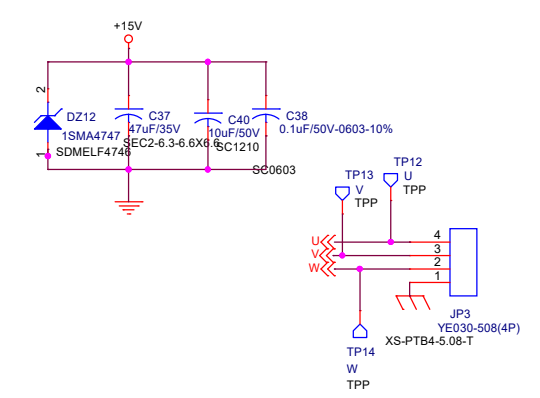 +15V
2
DZ12
1SMA4747
1
SDMELF4746
C37
47uF/35V
SEC2-6.3-6.6X6.6
C40
10uF/50V
SC1210
C38
0.1uF/50V-0603-10%
SC0603
TP13
V
TPP
TP12
U
TPP
U
V
W
4
3
2
1
JP3
YE030-508(4P)
XS-PTB4-5.08-T
TP14
W
TPP